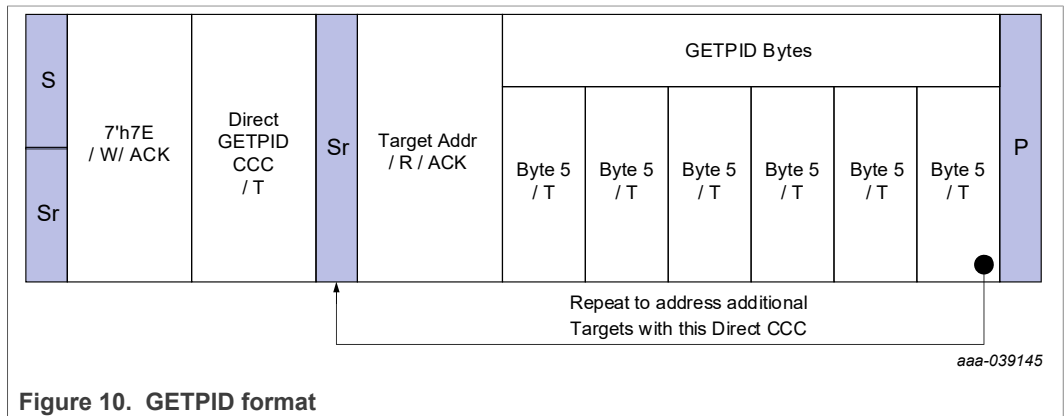 S
Sr
7'h7E
/ W/ ACK
Direct
GETPID
CCC
/ T
Sr
Target Addr
/ R / ACK
GETPID Bytes
Byte 5
/ T
Byte 5
/ T
Byte 5
/ T
Byte 5
/ T
Byte 5
/ T
Byte 5
/ T
P
Repeat to address additional
Targets with this Direct CCC
aaa-039145
Figure 10. GETPID format